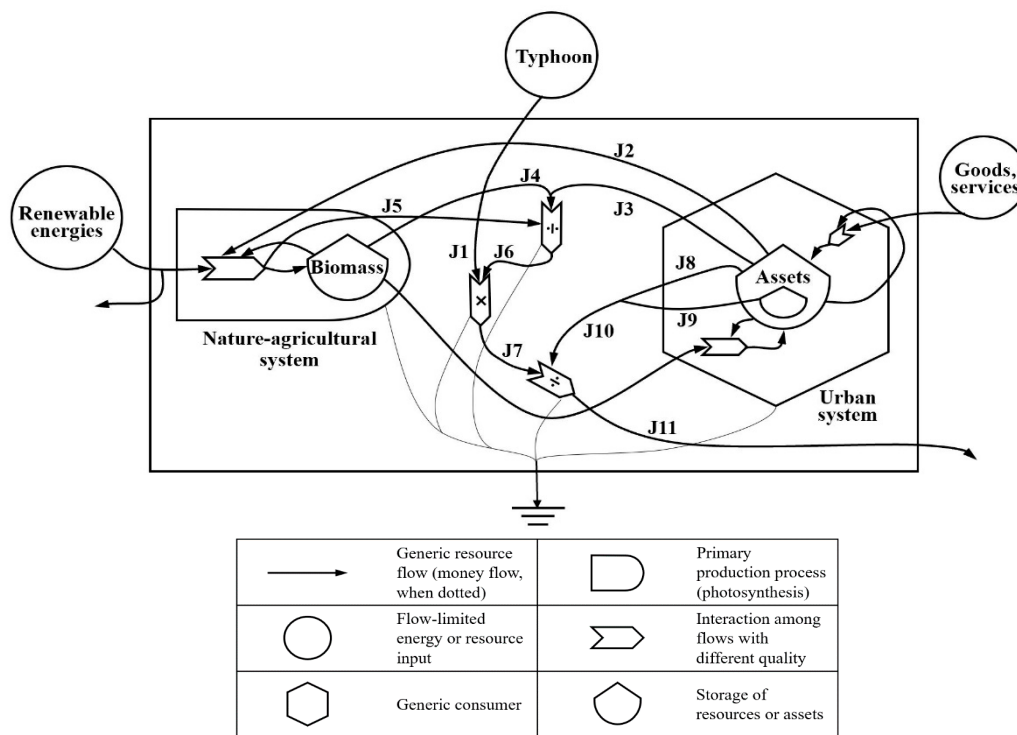 Typhoon
Goods,
services
Renewable
energies
J2
J4
J5
J3
J1
J6
÷
Biomass
Assets
J8
×
J9
J10
Nature-agricultural
system
J7
÷
Urban
system
J11
Generic resource
flow (money flow,
when dotted)
Primary
production process
(photosynthesis)
Flow-limited
energy or resource
input
Interaction among
flows with
different quality
Generic consumer
Storage of
resources or assets